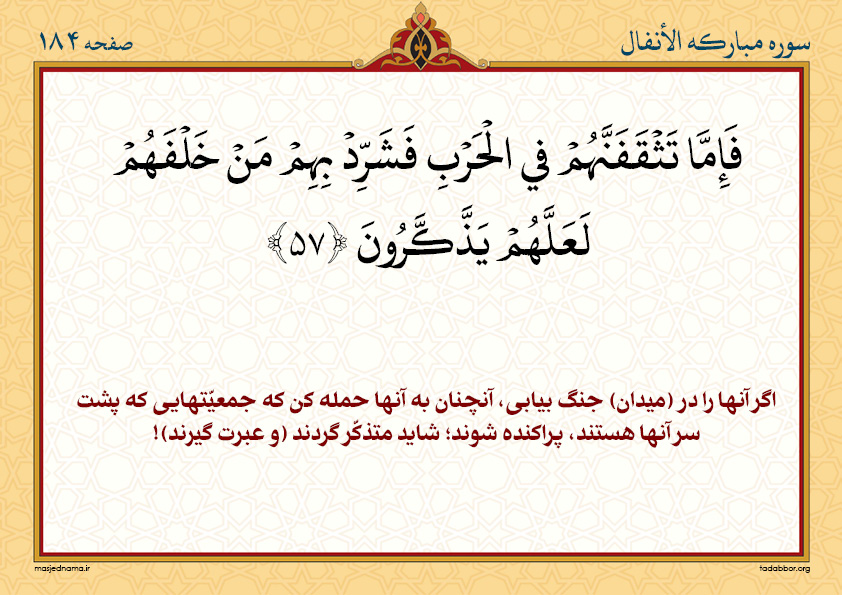 سوره مبارکه الأنفال
صفحه ۱۸۴
فَإِمَّا تَثْقَفَنَّهُمْ فِي الْحَرْبِ فَشَرِّدْ بِهِمْ مَنْ خَلْفَهُمْ
لَعَلَّهُمْ يَذَّكَّرُونَ ﴿۵۷﴾
اگر آنها را در (میدان) جنگ بیابی، آنچنان به آنها حمله کن که جمعیّتهایی که پشت
سر آنها هستند، پراکنده شوند؛ شاید متذکّر گردند (و عبرت گیرند)!
masjednama.ir
tadabbor.org